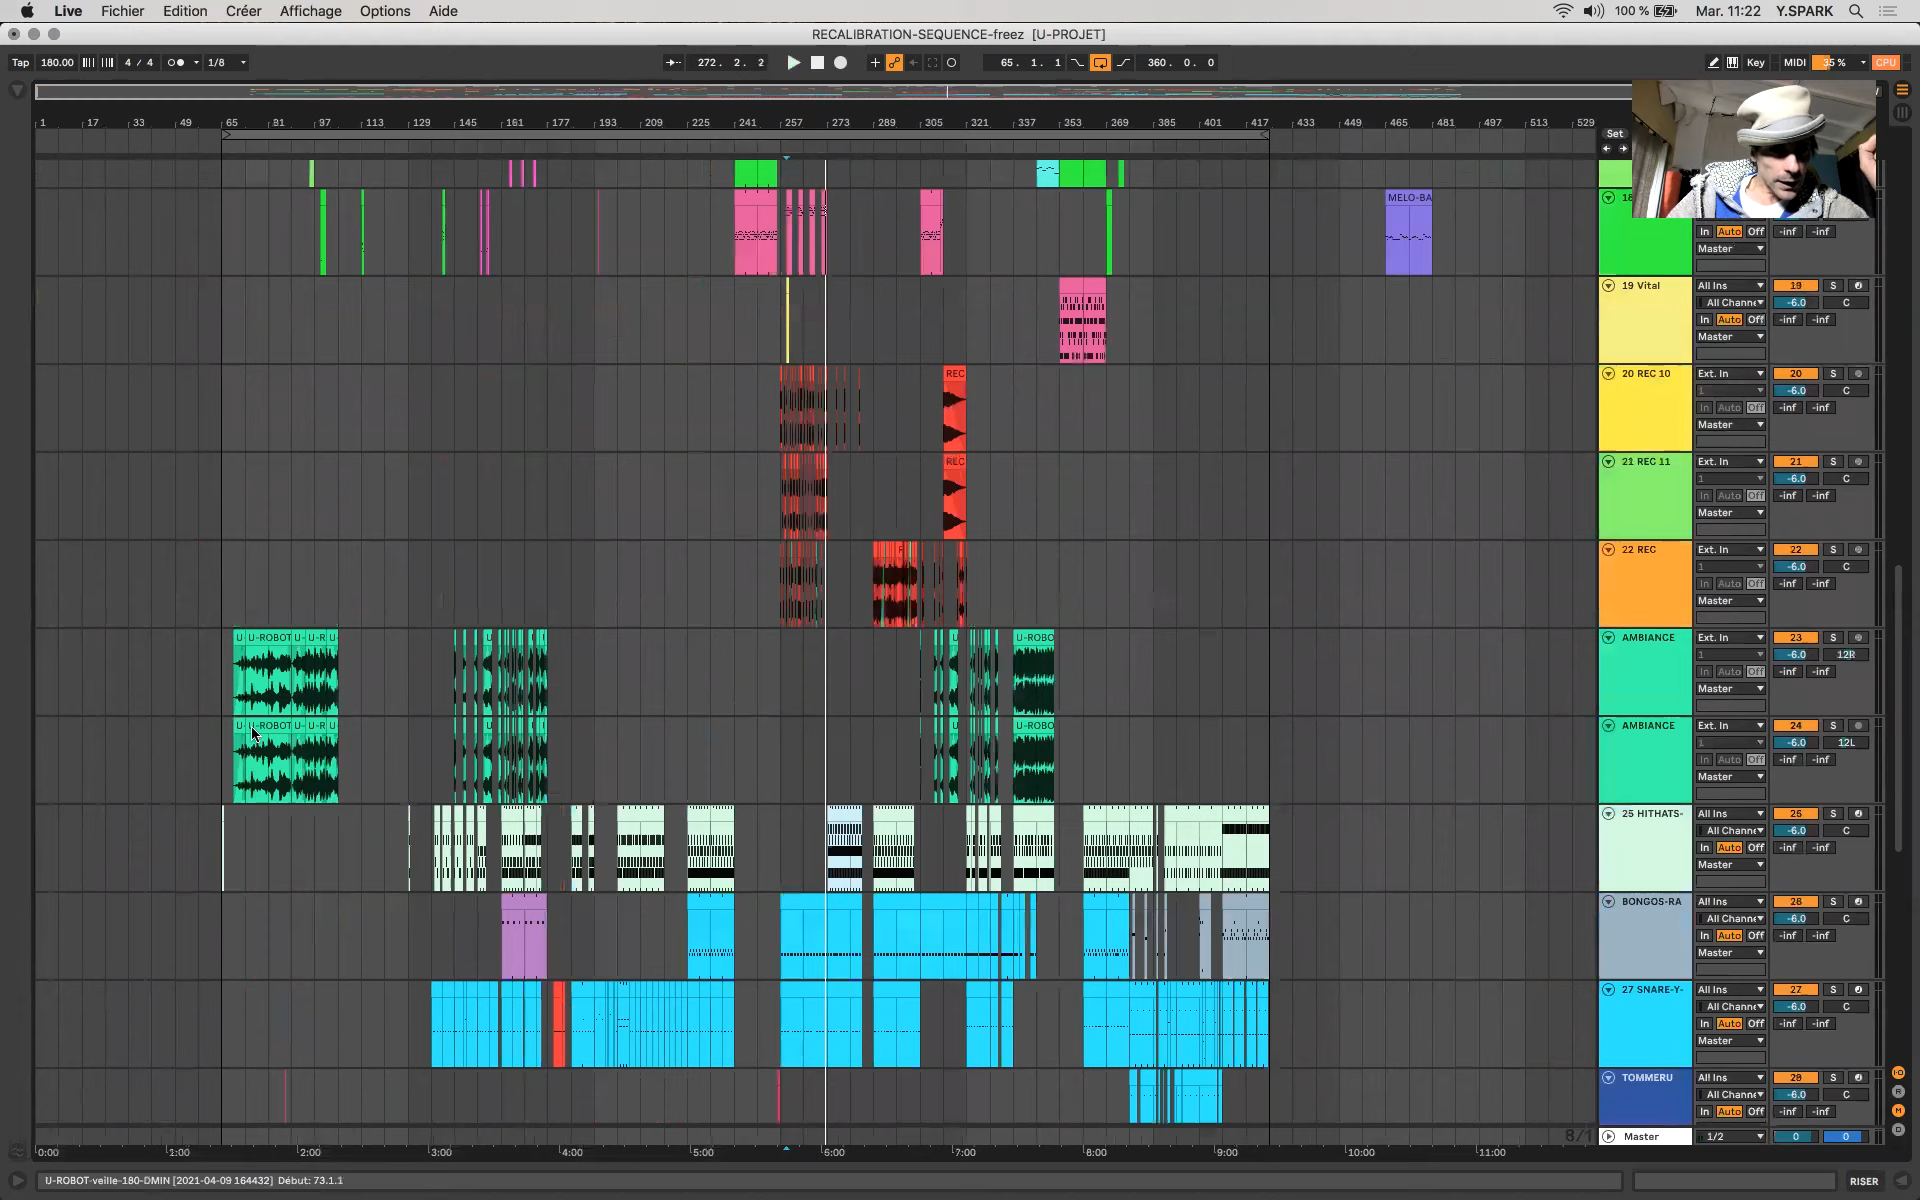 Live Fichier Edition Créer Affichage Options Aide 100 % Mar. 11:22 Y.SPARK
RECALIBRATION-SEQUENCE-freez [U-PROJET]
Tap 180.00 4 / 4 1/8 272. 2. 2 65. 1. 1 360. 0. 0 Key MIDI 35 % CPU
1 17 33 49 65 81 97 113 129 145 161 177 193 209 225 241 257 273 289 305 321 337 353 369 385 401 417 433 449 465 481 497 513 529
Set
MELO-BA
18
In Auto Off -inf -inf
Master
19 Vital All Ins 19 S
All Channe -6.0 C
In Auto Off -inf -inf
Master
REC
20 REC 10 Ext. In 20 S
1 -6.0 C
In Auto Off -inf -inf
Master
REC
21 REC 11 Ext. In 21 S
1 -6.0 C
In Auto Off -inf -inf
Master
22 REC Ext. In 22 S
1 -6.0 C
In Auto Off -inf -inf
Master
U U-ROBOT U- U-R U- U U U-ROBO
AMBIANCE Ext. In 23 S
1 -6.0 12R
In Auto Off -inf -inf
Master
U- U-ROBOT U- U-R U U U U-ROBO
AMBIANCE Ext. In 24 S
1 -6.0 12L
In Auto Off -inf -inf
Master
25 HITHATS- All Ins 25 S
All Channe -6.0 C
In Auto Off -inf -inf
Master
BONGOS-RA All Ins 26 S
All Channe -6.0 C
In Auto Off -inf -inf
Master
27 SNARE-Y- All Ins 27 S
All Channe -6.0 C
In Auto Off -inf -inf
Master
TOMMERU All Ins 28 S
All Channe -6.0 C
In Auto Off -inf -inf
8/1 Master 1/2 0 0
0:00 1:00 2:00 3:00 4:00 5:00 6:00 7:00 8:00 9:00 10:00 11:00
U-ROBOT-veille-180-DMIN [2021-04-09 164432] Début: 73.1.1 RISER